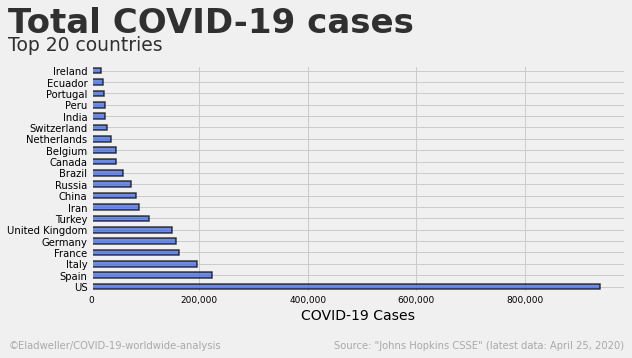 Total COVID-19 cases
Top 20 countries
Ireland
Ecuador
Portugal
Peru
India
Switzerland
Netherlands
Belgium
Canada
Brazil
Russia
China
Iran
Turkey
United Kingdom
Germany
France
Italy
Spain
US
0 200,000 400,000 600,000 800,000
COVID-19 Cases
©Eladweller/COVID-19-worldwide-analysis Source: "Johns Hopkins CSSE" (latest data: April 25, 2020)